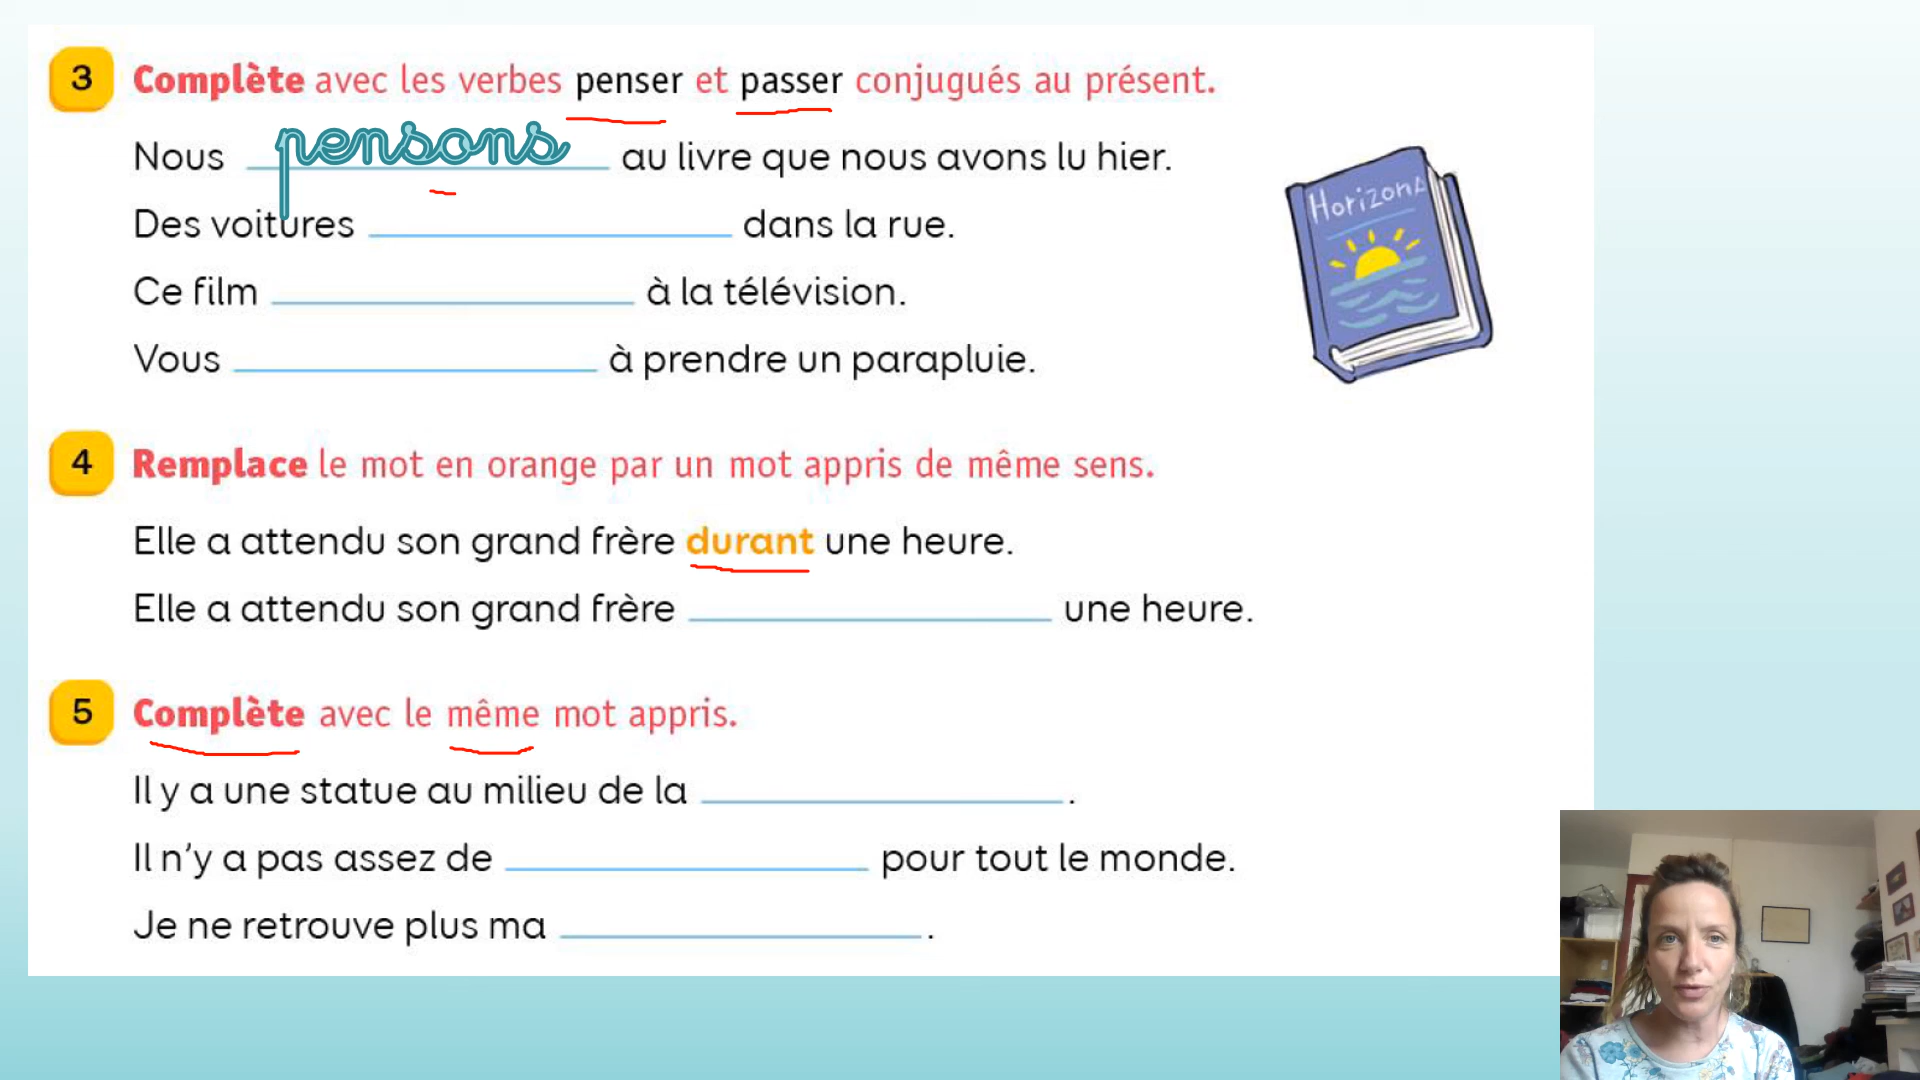 3 Complète avec les verbes penser et passer conjugués au présent.
Nous pensons au livre que nous avons lu hier.
Des voitures dans la rue.
Ce film à la télévision.
Vous à prendre un parapluie.
Horizons
4 Remplace le mot en orange par un mot appris de même sens.
Elle a attendu son grand frère durant une heure.
Elle a attendu son grand frère une heure.
5 Complète avec le même mot appris.
Il y a une statue au milieu de la .
Il n'y a pas assez de pour tout le monde.
Je ne retrouve plus ma .